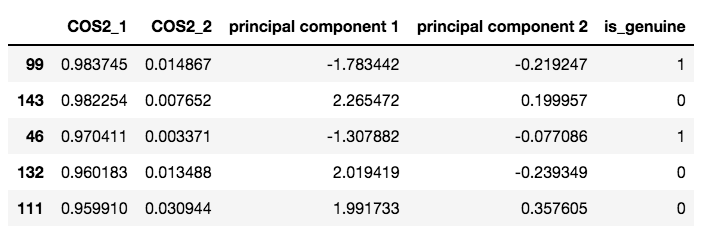 COS2_1 COS2_2 principal component 1 principal component 2 is_genuine
99 0.983745 0.014867 -1.783442 -0.219247 1
143 0.982254 0.007652 2.265472 0.199957 0
46 0.970411 0.003371 -1.307882 -0.077086 1
132 0.960183 0.013488 2.019419 -0.239349 0
111 0.959910 0.030944 1.991733 0.357605 0